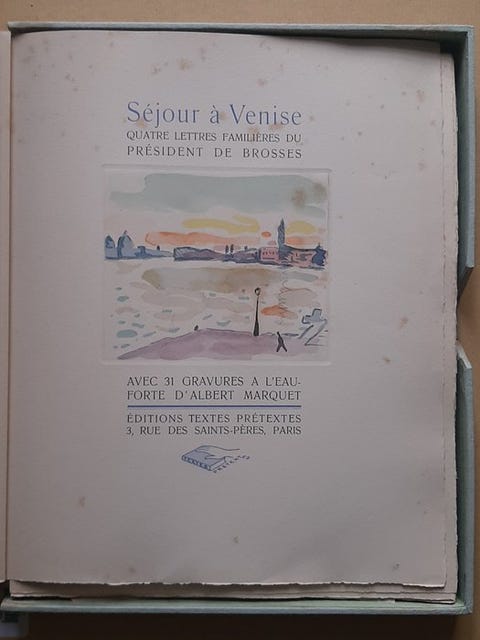 Séjour à Venise
QUATRE LETTRES FAMILIÈRES DU
PRÉSIDENT DE BROSSES
AVEC 31 GRAVURES A L'EAU-
FORTE D'ALBERT MARQUET
ÉDITIONS TEXTES PRÉTEXTES
3, RUE DES SAINTS-PÈRES, PARIS